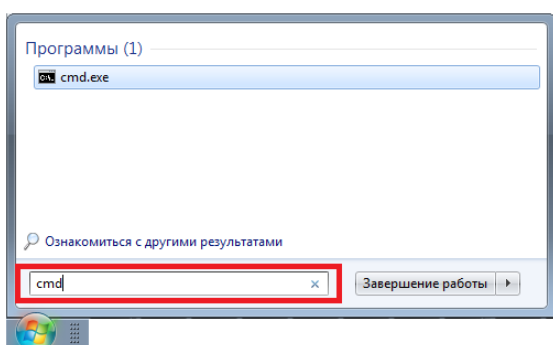 Программы (1)
cmd.exe
Ознакомиться с другими результатами
cmd
Завершение работы